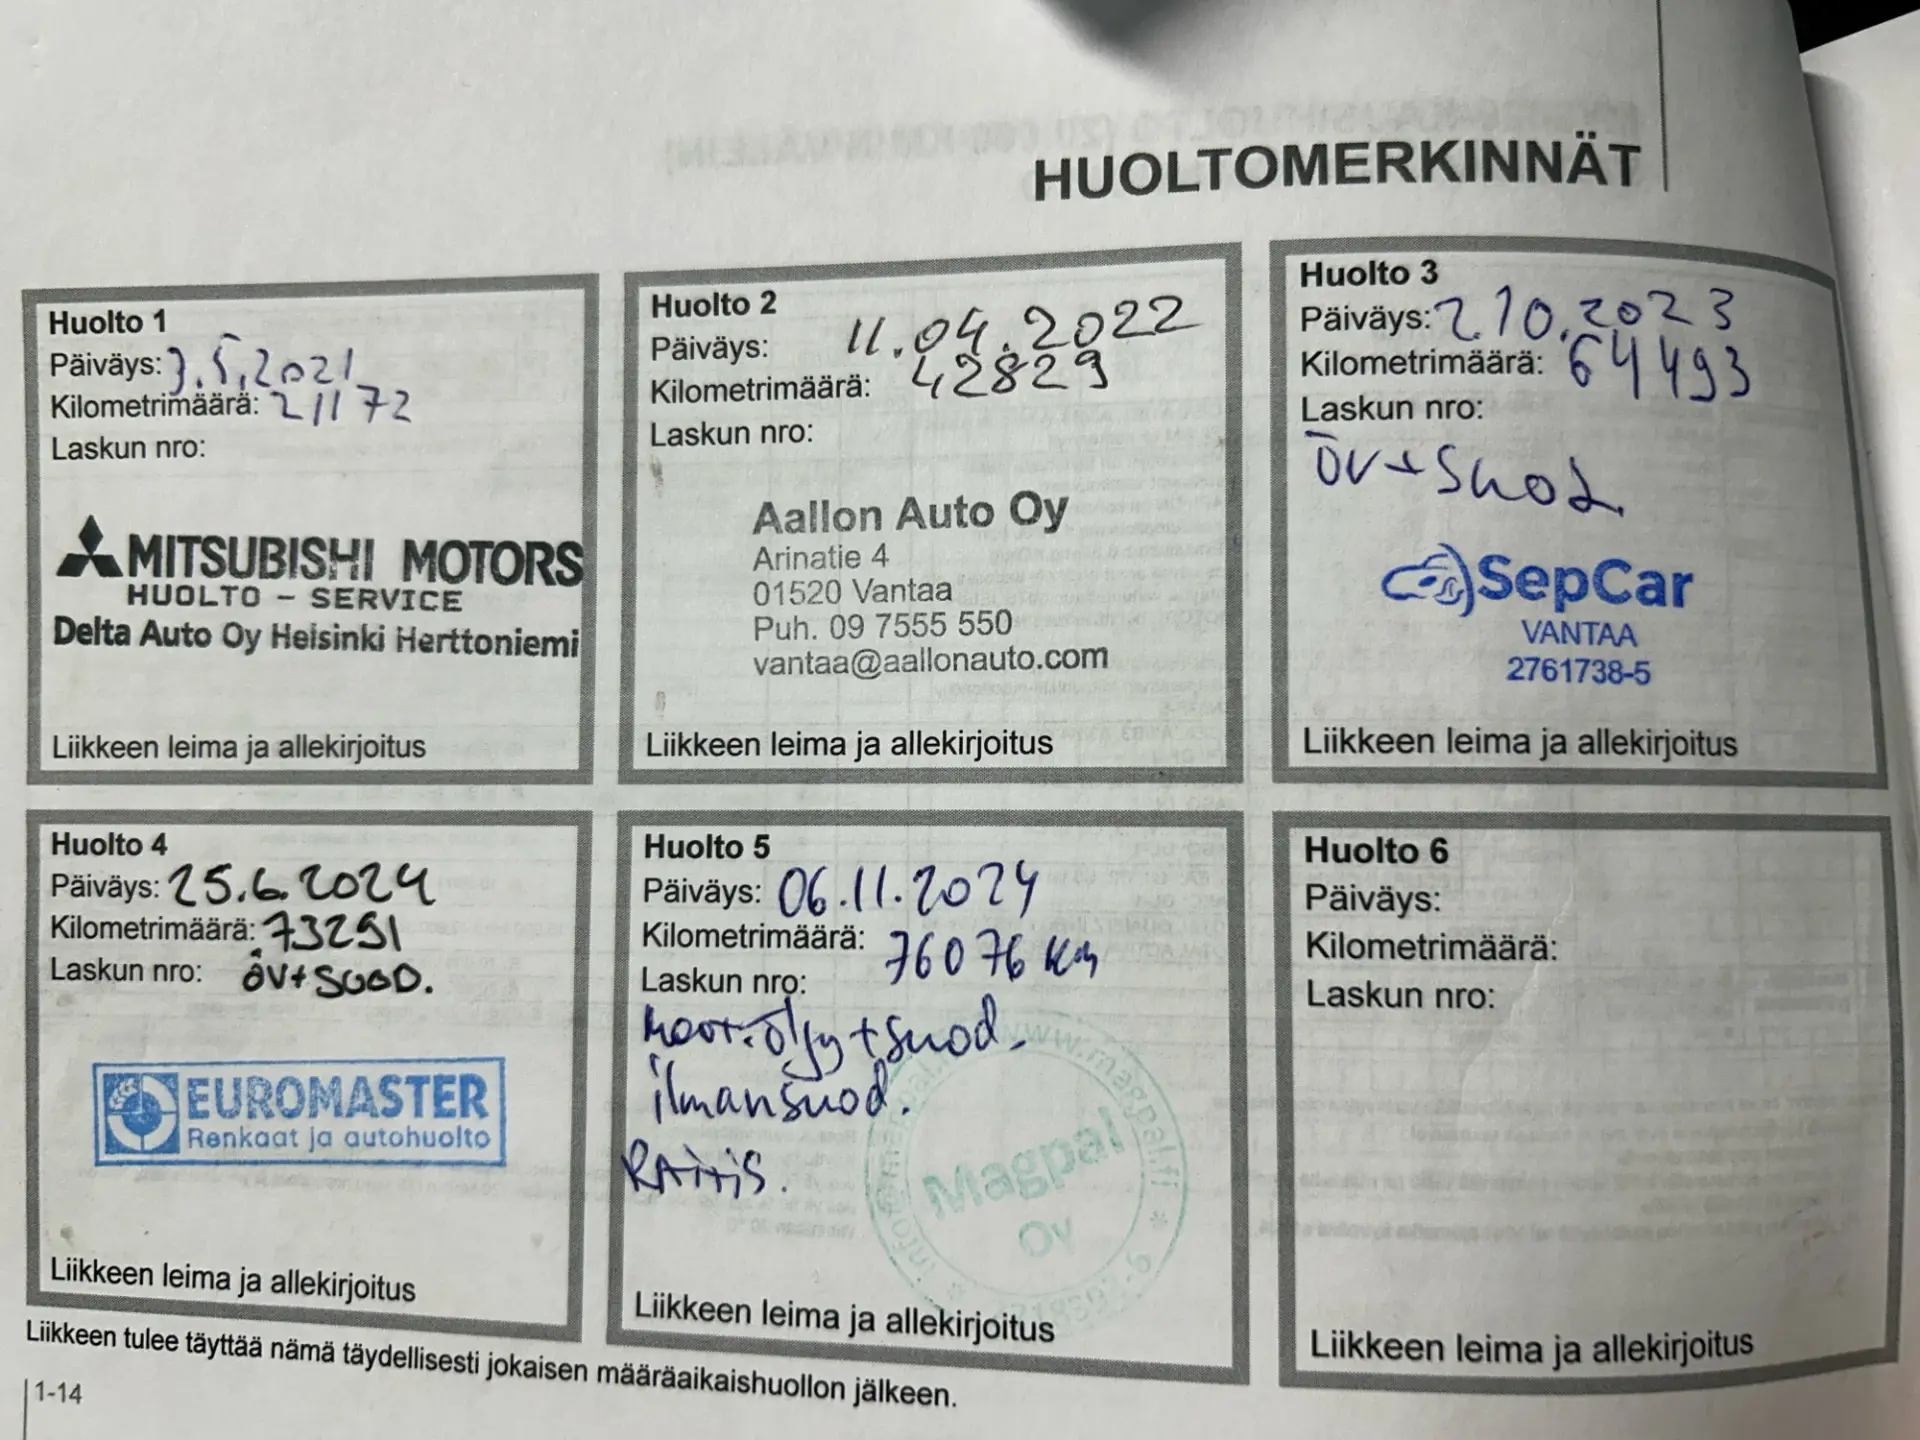 HUOLTOMERKINNÄT
Huolto 1
Päiväys: 3.5.2021
Kilometrimäärä: 21172
Laskun nro:
MITSUBISHI MOTORS
HUOLTO - SERVICE
Delta Auto Oy Helsinki Herttoniemi
Liikkeen leima ja allekirjoitus
Huolto 2
Päiväys: 11.04.2022
Kilometrimäärä: 42829
Laskun nro:
Aallon Auto Oy
Arinatie 4
01520 Vantaa
Puh. 09 7555 550
vantaa@aallonauto.com
Liikkeen leima ja allekirjoitus
Huolto 3
Päiväys: 2.10.2023
Kilometrimäärä: 64493
Laskun nro:
ÖV+Suod.
SepCar
VANTAA
2761738-5
Liikkeen leima ja allekirjoitus
Huolto 4
Päiväys: 25.6.2024
Kilometrimäärä: 73291
Laskun nro: ÖV+SUOD.
EUROMASTER
Renkaat ja autohuolto
Liikkeen leima ja allekirjoitus
Huolto 5
Päiväys: 06.11.2024
Kilometrimäärä: 76076 Km
Laskun nro:
Moot.öljy+suod.
ilmansuod.
RAitis.
www.magpal.fi
Magpal
Oy
Liikkeen leima ja allekirjoitus
Huolto 6
Päiväys:
Kilometrimäärä:
Laskun nro:
Liikkeen leima ja allekirjoitus
Liikkeen tulee täyttää nämä täydellisesti jokaisen määräaikaishuollon jälkeen.
1-14